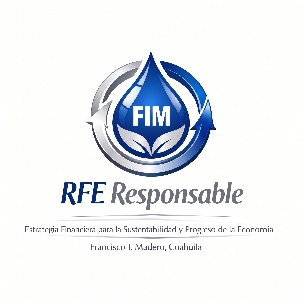 FIM
RFE Responsable
Estrategia Financiera para la Sustentabilidad y Progreso de la Economía
Francisco I. Madero, Coahuila